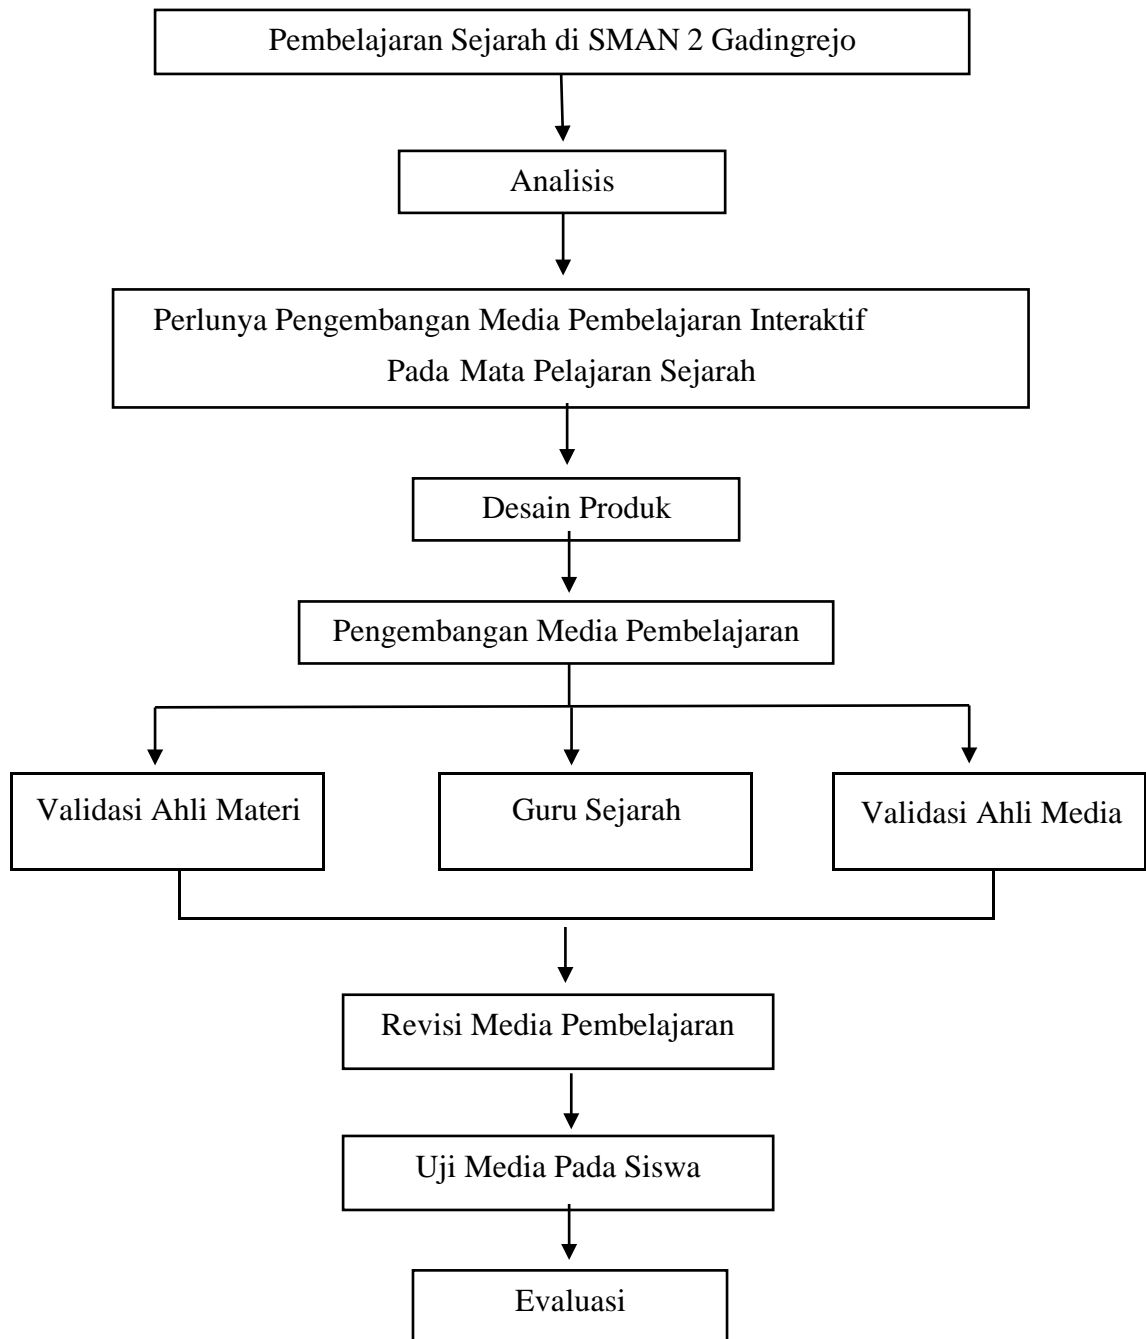 Pembelajaran Sejarah di SMAN 2 Gadingrejo
Analisis
Perlunya Pengembangan Media Pembelajaran Interaktif
Pada Mata Pelajaran Sejarah
Desain Produk
Pengembangan Media Pembelajaran
Validasi Ahli Materi
Guru Sejarah
Validasi Ahli Media
Revisi Media Pembelajaran
Uji Media Pada Siswa
Evaluasi